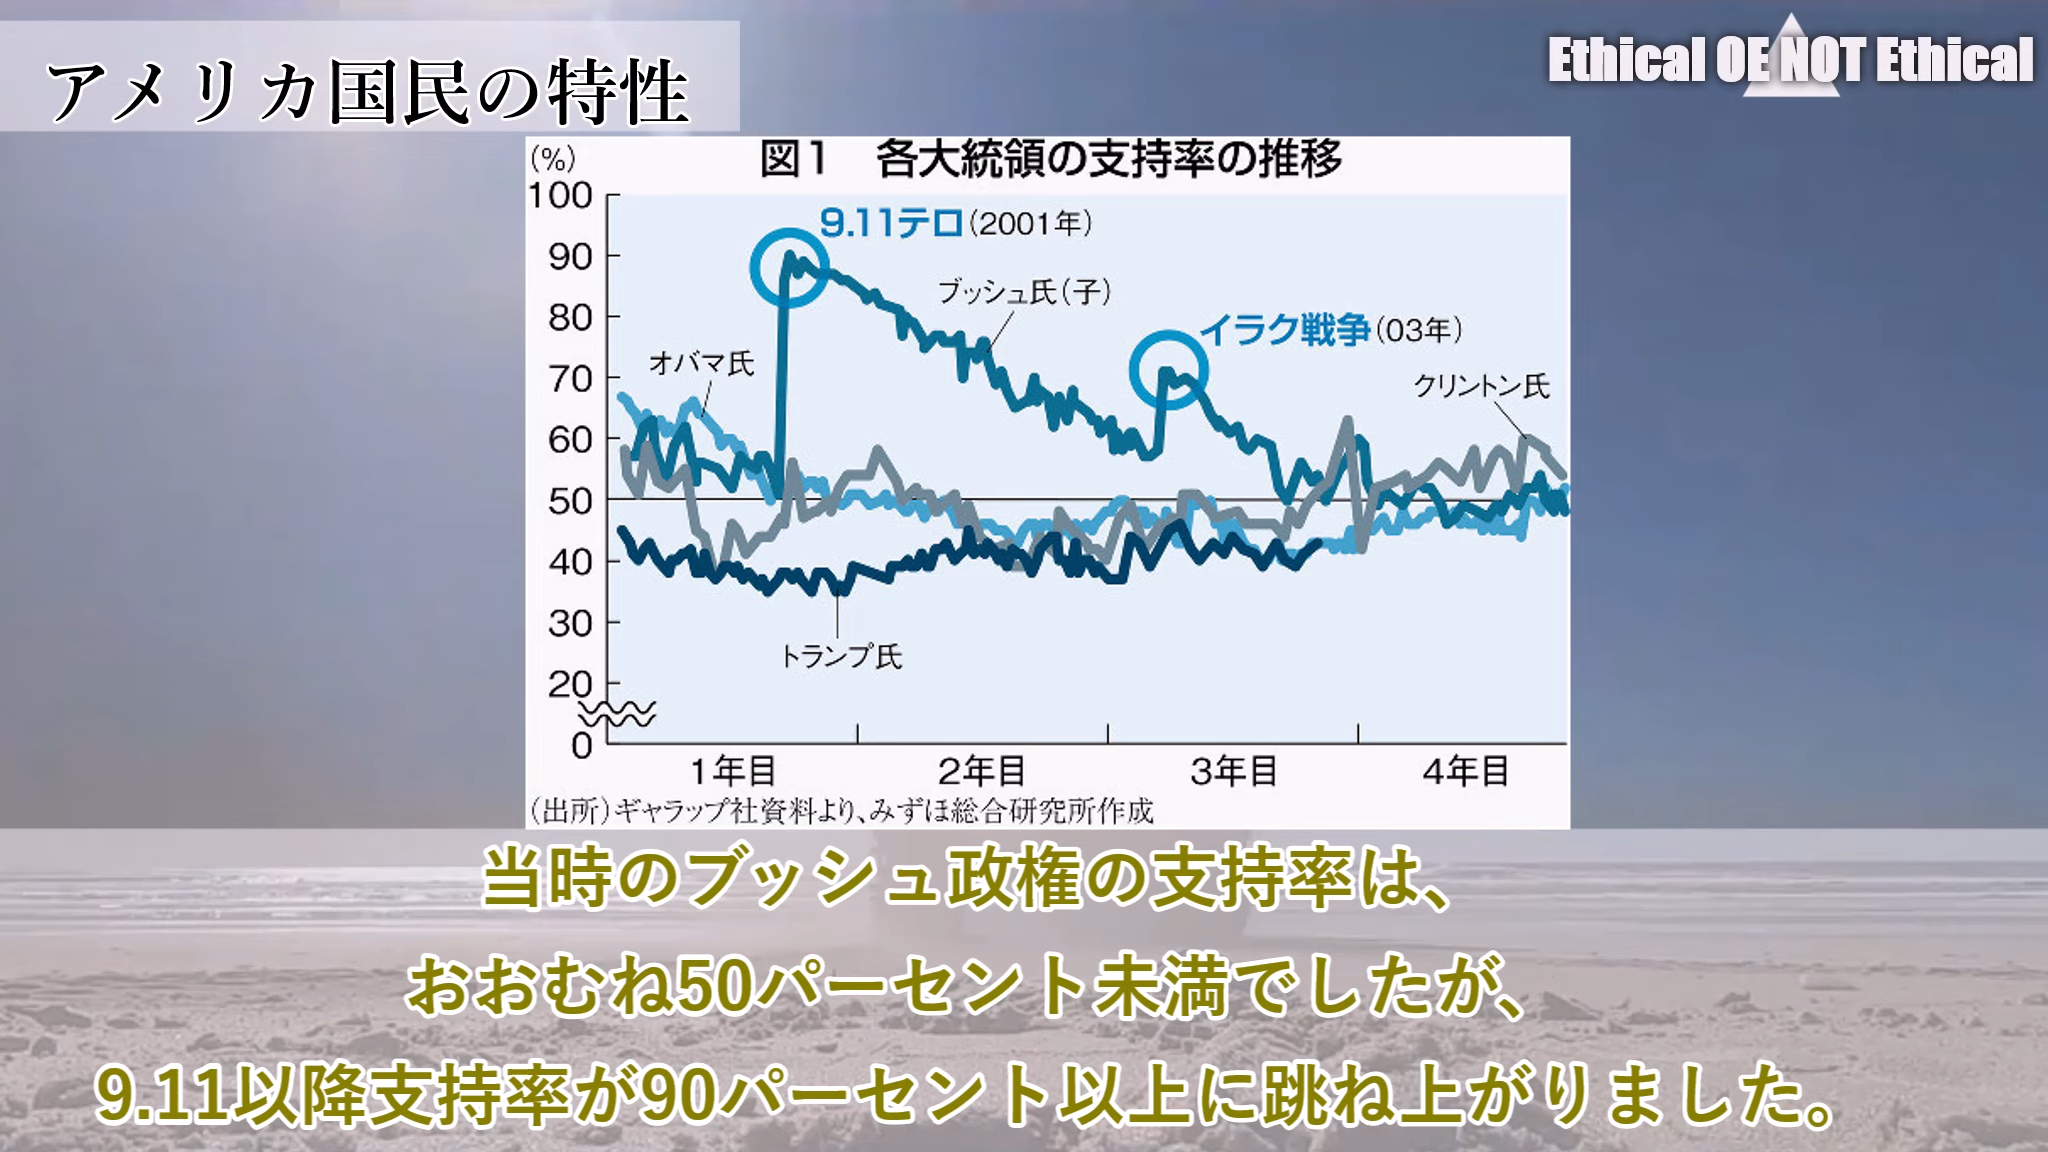 アメリカ国民の特性
Ethical OE NOT Ethical
図1 各大統領の支持率の推移
(%)
100
90
80
70
60
50
40
30
20
0
9.11テロ(2001年)
ブッシュ氏(子)
イラク戦争(03年)
オバマ氏
クリントン氏
トランプ氏
1年目 2年目 3年目 4年目
(出所)ギャラップ社資料より、みずほ総合研究所作成
当時のブッシュ政権の支持率は、
おおむね50パーセント未満でしたが、
9.11以降支持率が90パーセント以上に跳ね上がりました。